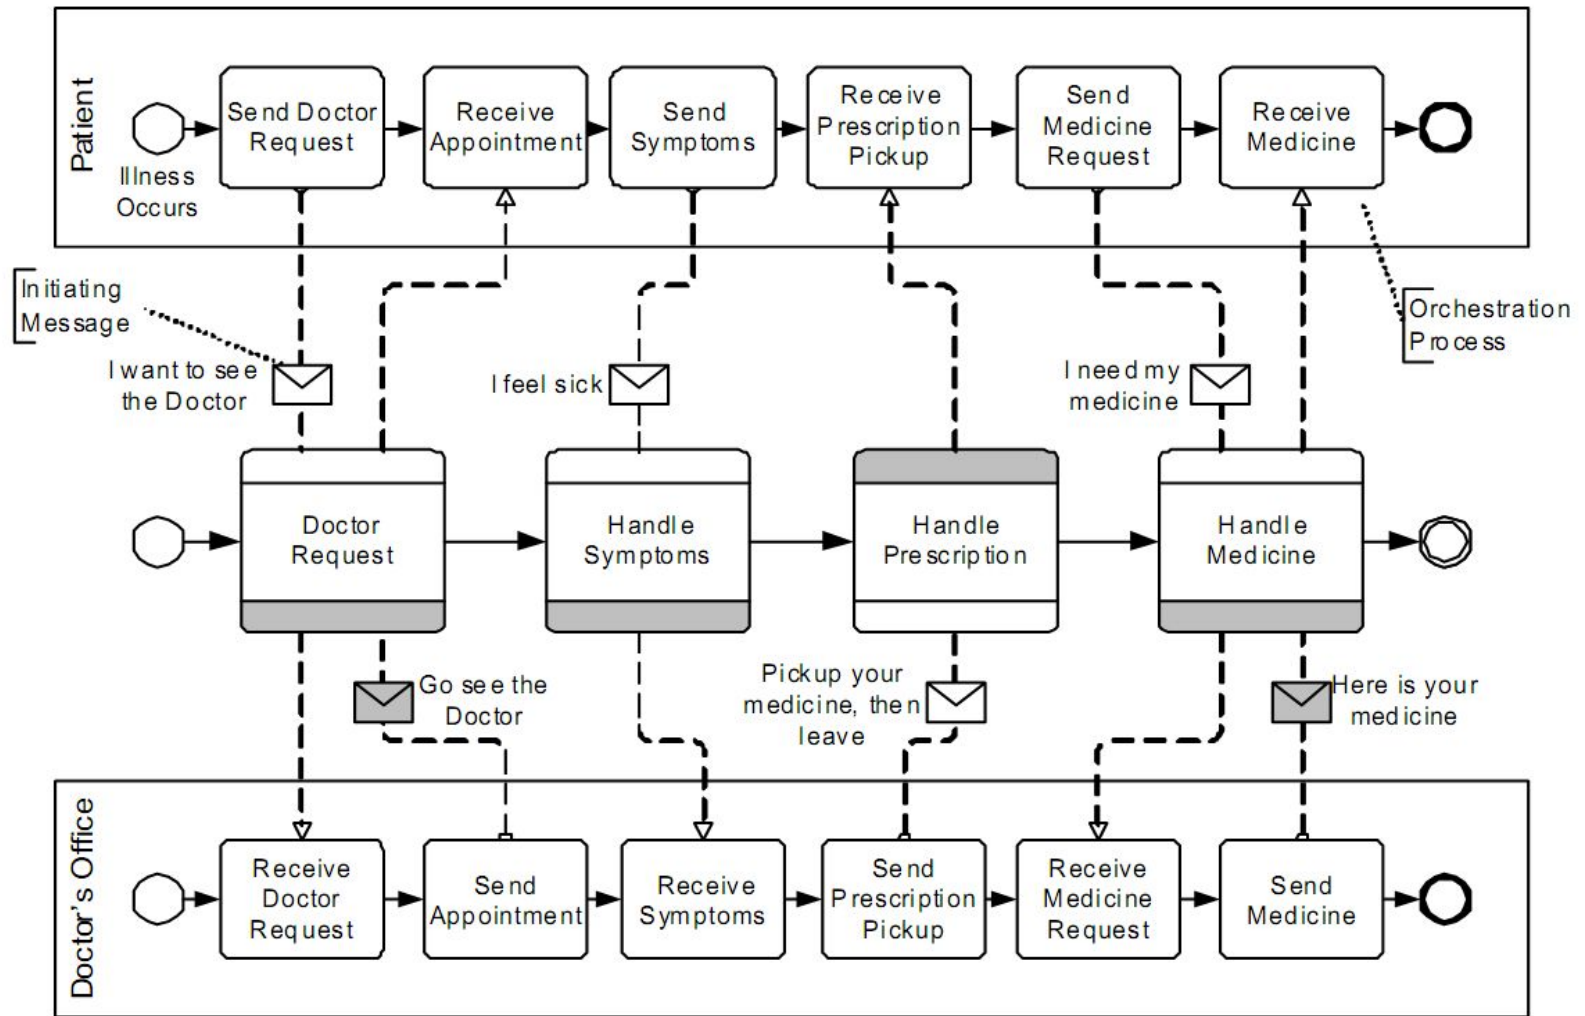 Patient
Send Doctor
Request
Receive
Appointment
Send
Symptoms
Receive
Prescription
Pickup
Send
Medicine
Request
Receive
Medicine
Illness
Occurs
Initiating
Message
Orchestration
Process
I want to see
the Doctor
I feel sick
I need my
medicine
Doctor
Request
Handle
Symptoms
Handle
Prescription
Handle
Medicine
Go see the
Doctor
Pickup your
medicine, then
leave
Here is your
medicine
Doctor's Office
Receive
Doctor
Request
Send
Appointment
Receive
Symptoms
Send
Prescription
Pickup
Receive
Medicine
Request
Send
Medicine